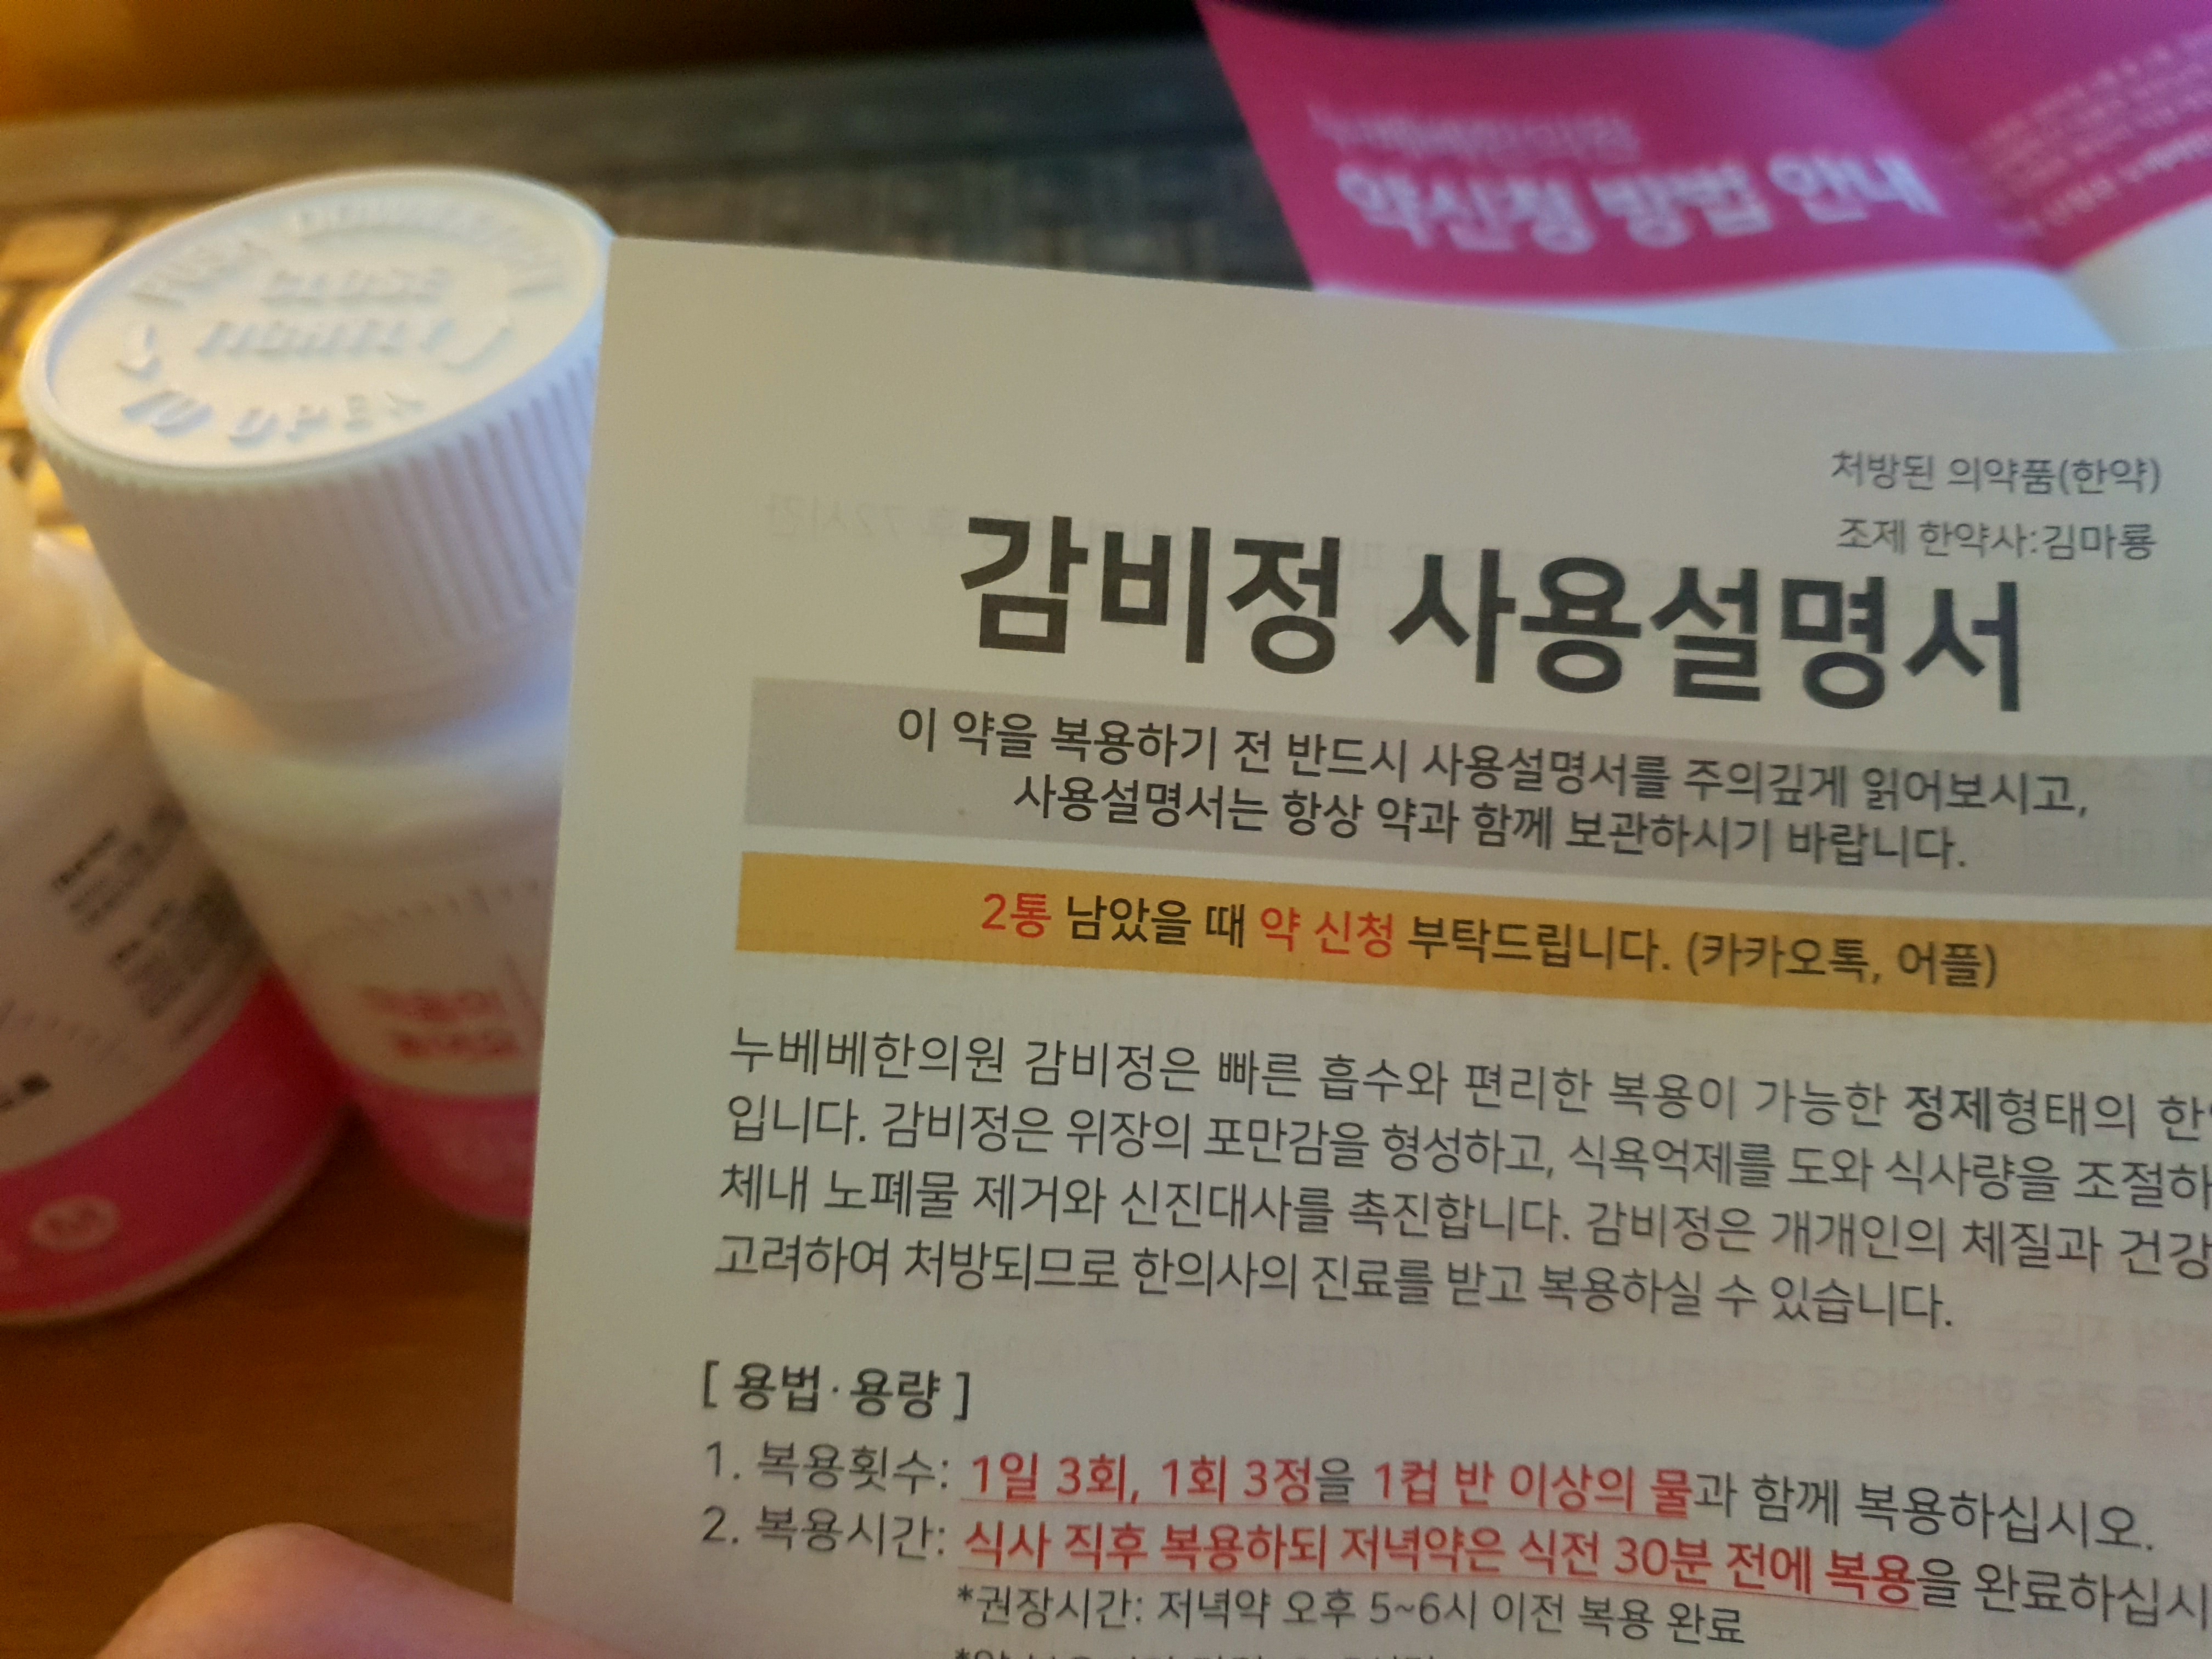 약신청 방법 안내
PUSH DOWN
CLOSE
TIGHTLY
처방된 의약품(한약)
조제 한약사:김마룡
감비정 사용설명서
이 약을 복용하기 전 반드시 사용설명서를 주의깊게 읽어보시고,
사용설명서는 항상 약과 함께 보관하시기 바랍니다.
2통 남았을 때 약 신청 부탁드립니다. (카카오톡, 어플)
누베베한의원 감비정은 빠른 흡수와 편리한 복용이 가능한 정제형태의
입니다. 감비정은 위장의 포만감을 형성하고, 식욕억제를 도와 식사량을 조절하
체내 노폐물 제거와 신진대사를 촉진합니다. 감비정은 개개인의 체질과 건강
고려하여 처방되므로 한의사의 진료를 받고 복용하실 수 있습니다.
[ 용법·용량 ]
1. 복용횟수: 1일 3회, 1회 3정을 1컵 반 이상의 물과 함께 복용하십시오.
2. 복용시간: 식사 직후 복용하되 저녁약은 식전 30분 전에 복용을 완료하십시
*권장시간: 저녁약 오후 5~6시 이전 복용 완료